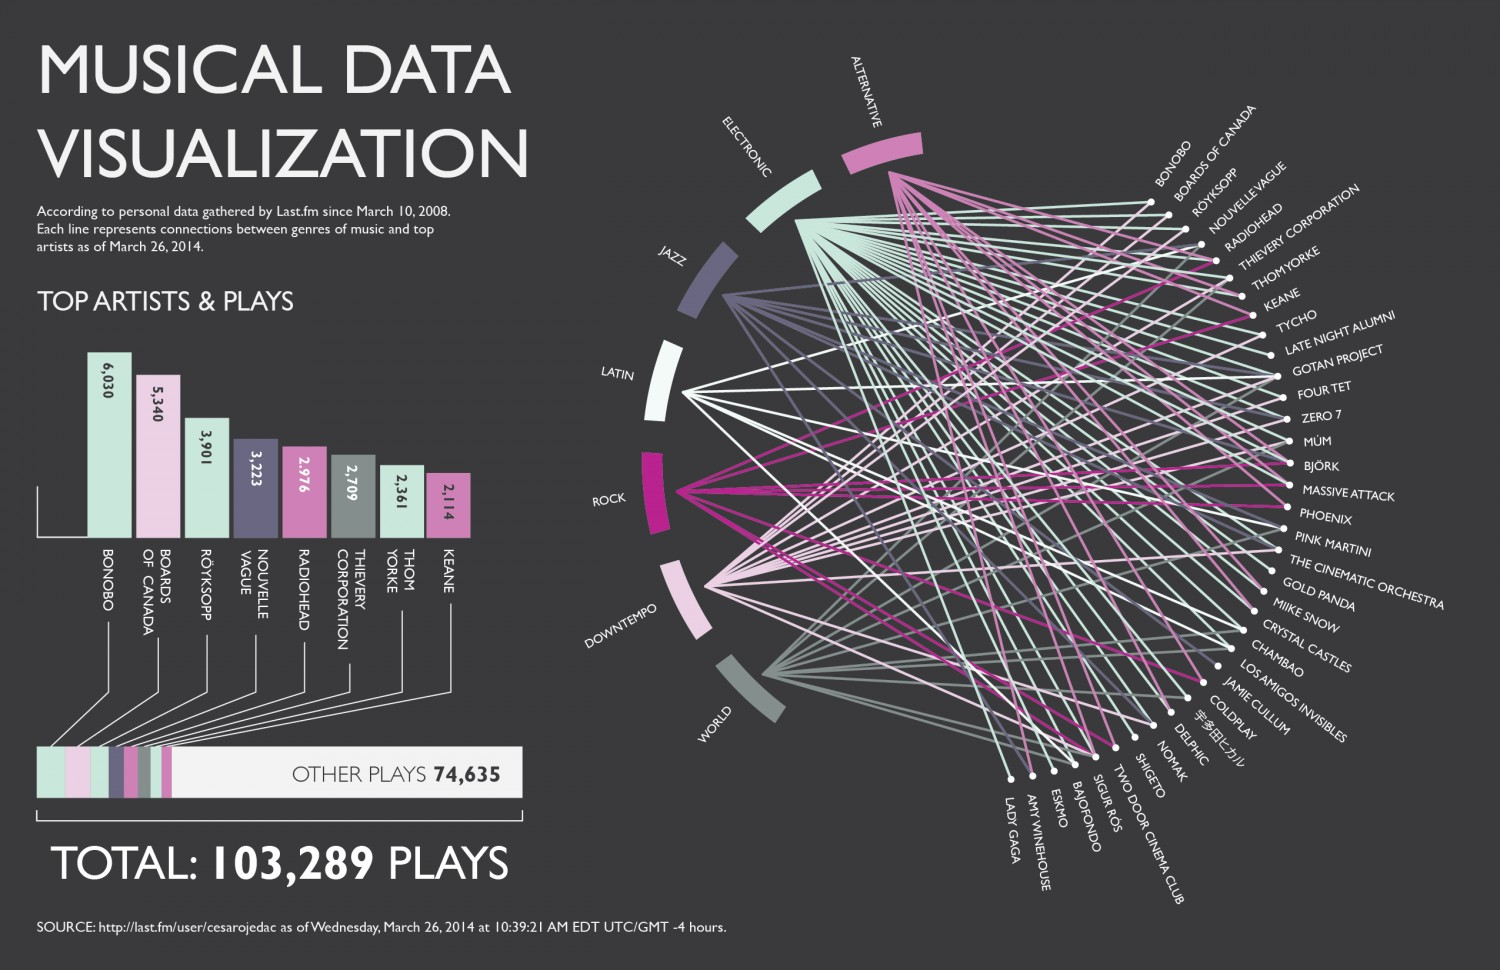 MUSICAL DATA
VISUALIZATION
According to personal data gathered by Last.fm since March 10, 2008.
Each line represents connections between genres of music and top
artists as of March 26, 2014.
TOP ARTISTS & PLAYS
6,030
5,340
3,901
3,223
2.976
2,709
2,361
2,114
BONOBO
BOARDS
OF CANADA
RÖYKSOPP
NOUVELLE
VAGUE
RADIOHEAD
THIEVERY
CORPORATION
THOM
YORKE
KEANE
OTHER PLAYS 74,635
TOTAL: 103,289 PLAYS
ALTERNATIVE
ELECTRONIC
JAZZ
LATIN
ROCK
DOWNTEMPO
WORLD
BONOBO
BOARDS OF CANADA
RÖYKSOPP
NOUVELLE VAGUE
RADIOHEAD
THIEVERY CORPORATION
THOM YORKE
KEANE
TYCHO
LATE NIGHT ALUMNI
GOTAN PROJECT
FOUR TET
ZERO 7
MÚM
BJÖRK
MASSIVE ATTACK
PHOENIX
PINK MARTINI
THE CINEMATIC ORCHESTRA
GOLD PANDA
MIIKE SNOW
CRYSTAL CASTLES
CHAMBAO
LOS AMIGOS INVISIBLES
JAMIE CULLUM
COLDPLAY
宇多田ヒカル
DELPHIC
NOMAK
SHIGETO
TWO DOOR CINEMA CLUB
SIGUR RÓS
BAJOFONDO
ESKMO
AMY WINEHOUSE
LADY GAGA
SOURCE: http://last.fm/user/cesarojedac as of Wednesday, March 26, 2014 at 10:39:21 AM EDT UTC/GMT -4 hours.